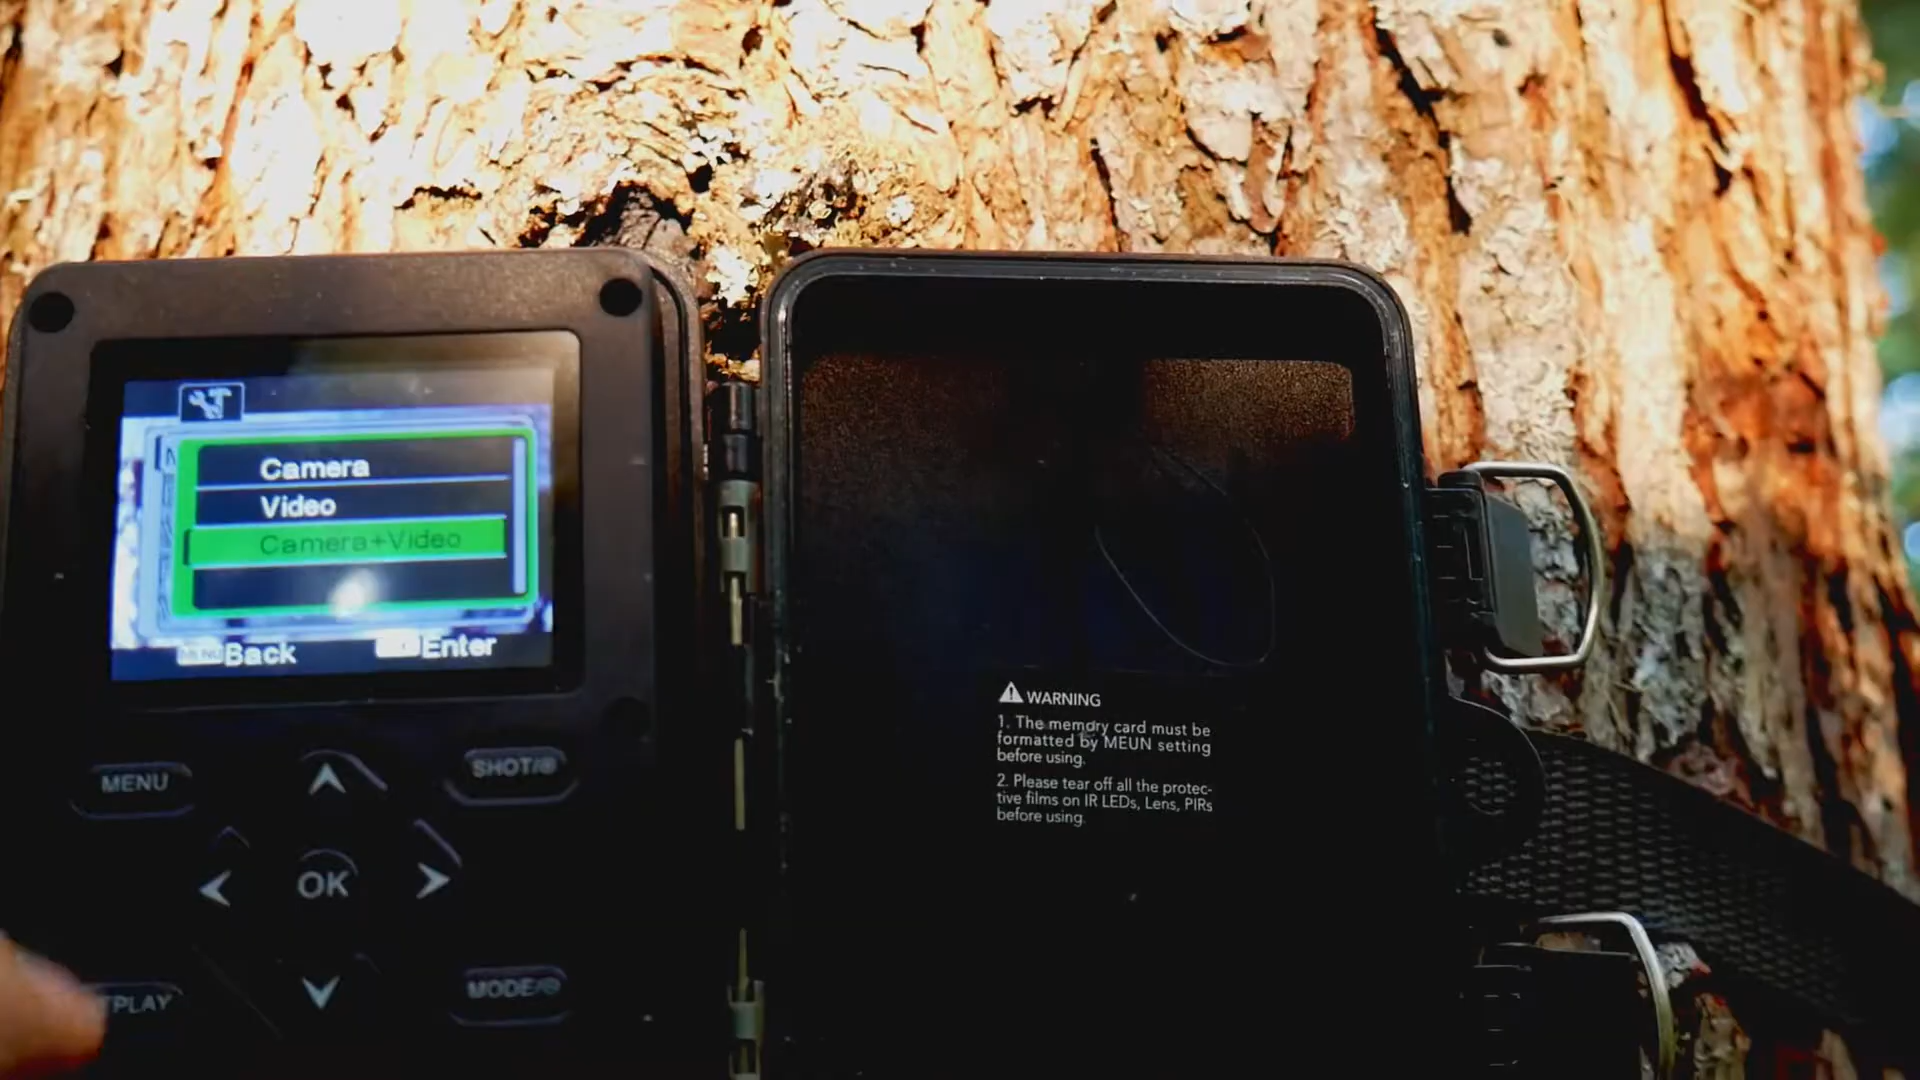 Camera
Video
Camera+Video
MENU Back
Enter
MENU
SHOT/
OK
PLAY
MODE/
WARNING
1. The memory card must be
formatted by MEUN setting
before using.
2. Please tear off all the protec-
tive films on IR LEDs, Lens, PIRs
before using.